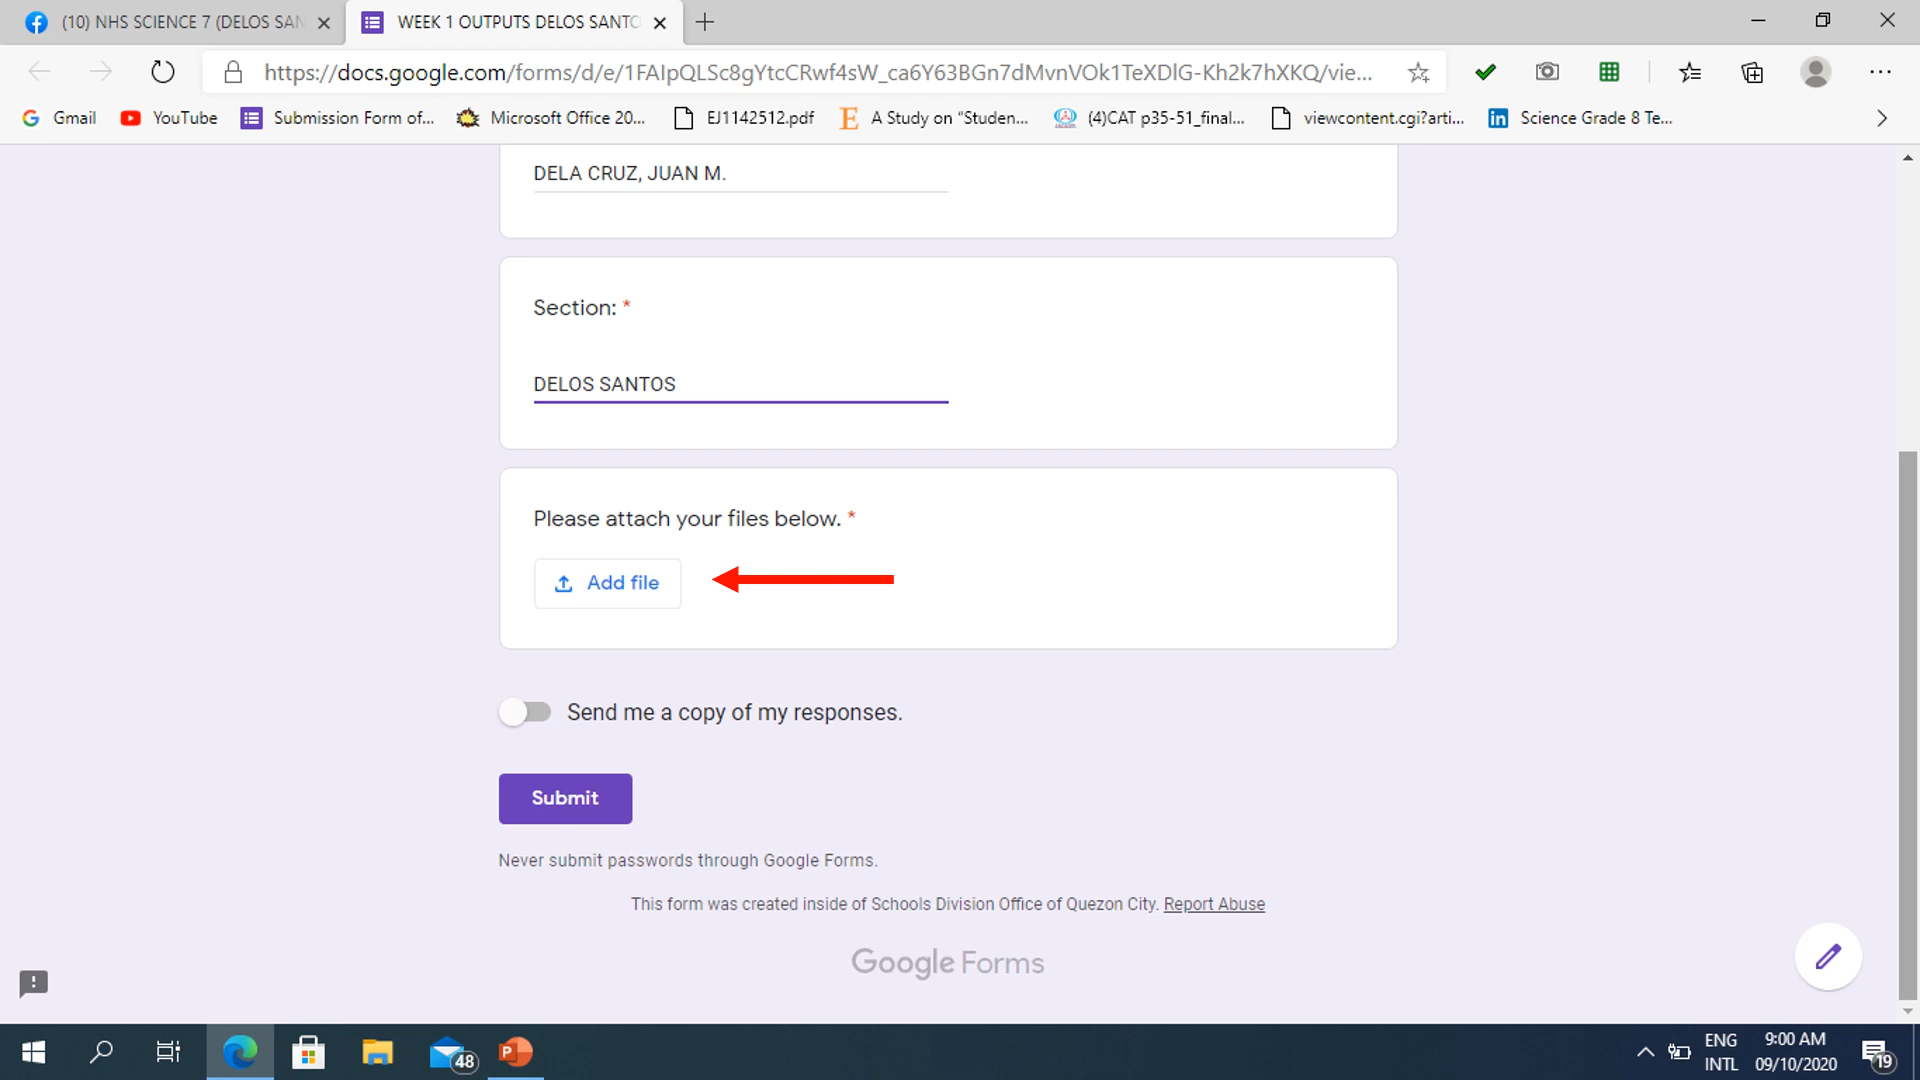 (10) NHS SCIENCE 7 (DELOS SAN
WEEK 1 OUTPUTS DELOS SANTO
https://docs.google.com/forms/d/e/1FAIpQLSc8gYtcCRwf4sW_ca6Y63BGn7dMvnVOk1TeXDlG-Kh2k7hXKQ/vie...
Gmail YouTube Submission Form of... Microsoft Office 20... EJ1142512.pdf A Study on "Studen... (4)CAT p35-51_final... viewcontent.cgi?arti... Science Grade 8 Te...
DELA CRUZ, JUAN M.
Section: *
DELOS SANTOS
Please attach your files below. *
Add file
Send me a copy of my responses.
Submit
Never submit passwords through Google Forms.
This form was created inside of Schools Division Office of Quezon City. Report Abuse
Google Forms
48
ENG
INTL
9:00 AM
09/10/2020
19